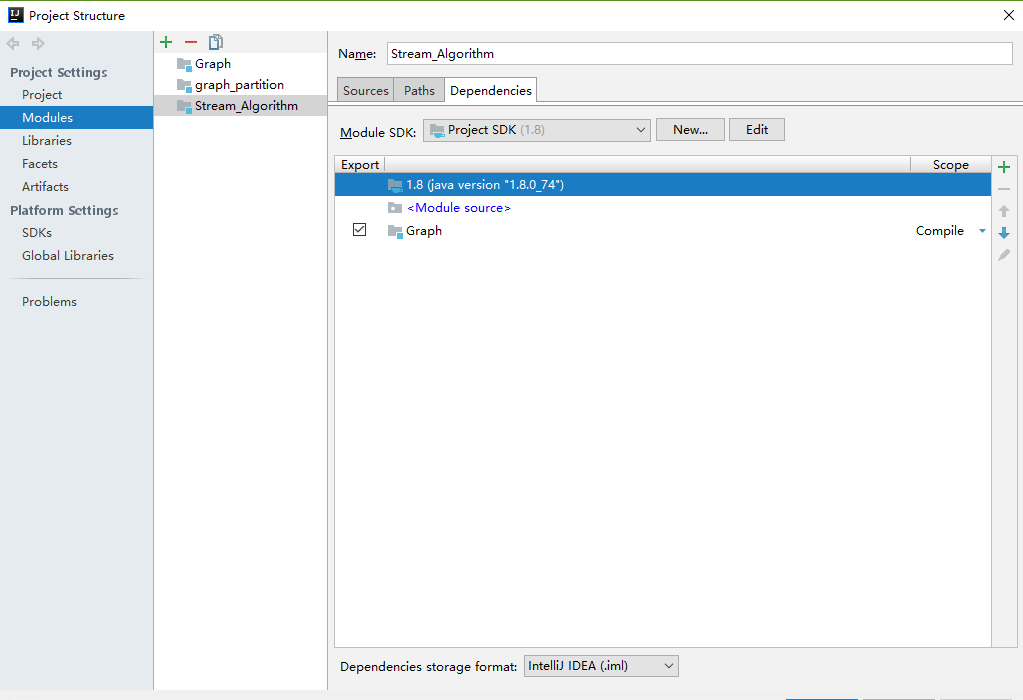 Project Structure
Project Settings
Project
Modules
Libraries
Facets
Artifacts
Platform Settings
SDKs
Global Libraries
Problems
Graph
graph_partition
Stream_Algorithm
Name: Stream_Algorithm
Sources Paths Dependencies
Module SDK: Project SDK (1.8) New... Edit
Export Scope
1.8 (java version "1.8.0_74")
<Module source>
Graph Compile
Dependencies storage format: IntelliJ IDEA (.iml)